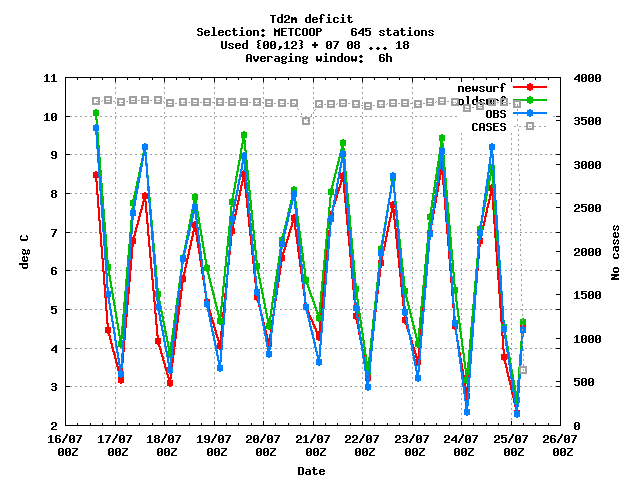 Td2m deficit
Selection: METCOOP    645 stations
Used {00,12} + 07 08 ... 18
Averaging window:  6h
newsurf
oldsurf
OBS
CASES
11
10
9
8
7
6
5
4
3
2
deg C
4000
3500
3000
2500
2000
1500
1000
500
0
No cases
16/07 17/07 18/07 19/07 20/07 21/07 22/07 23/07 24/07 25/07 26/07
00Z 00Z 00Z 00Z 00Z 00Z 00Z 00Z 00Z 00Z 00Z
Date